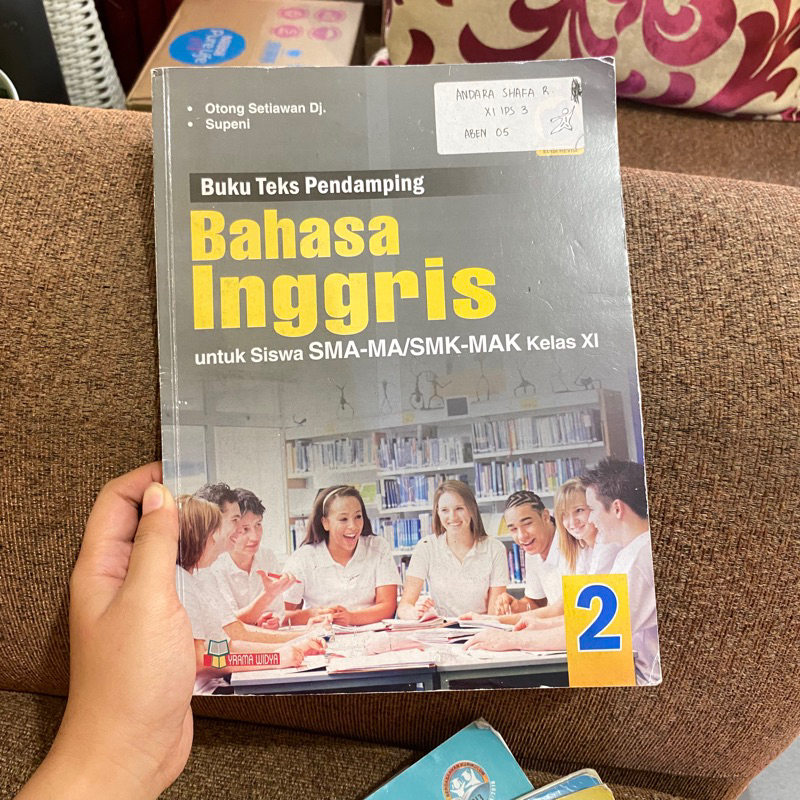 Otong Setiawan Dj.
Supeni
ANDARA SHAFA R.
XI IPS 3
ABEN 05
Buku Teks Pendamping
Bahasa
Inggris
untuk Siswa SMA-MA/SMK-MAK Kelas XI
2
YRAMA WIDYA